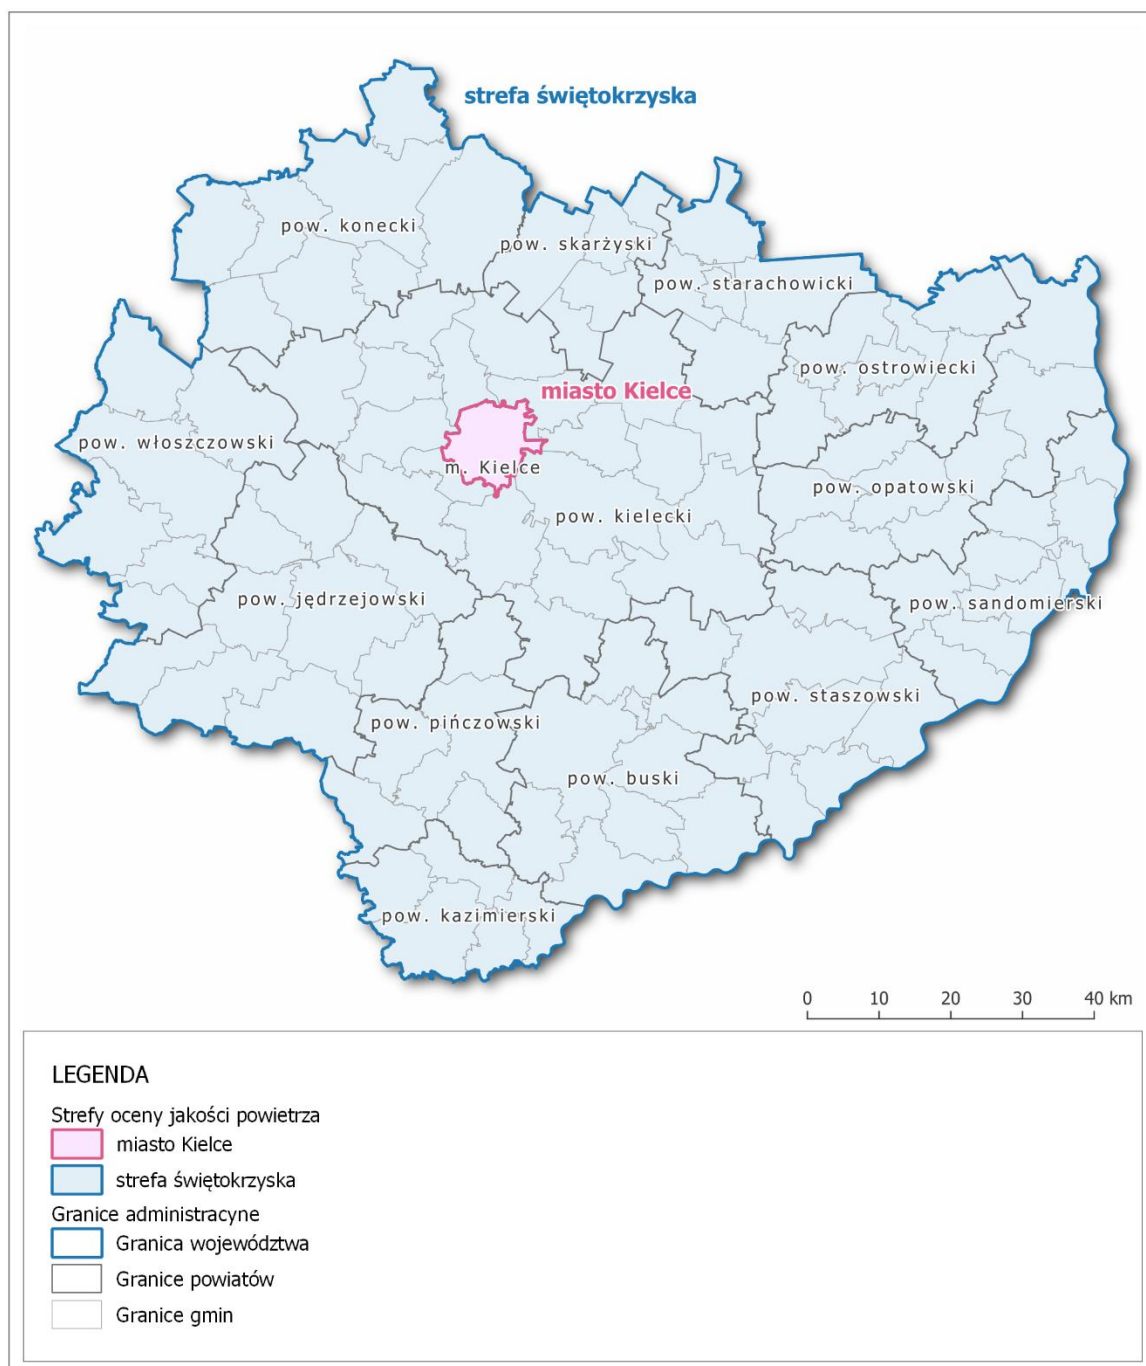 strefa świętokrzyska
pow. konecki
pow. skarżyski
pow. starachowicki
pow. ostrowiecki
miasto Kielce
pow. włoszczowski
m. Kielce
pow. opatowski
pow. kielecki
pow. jędrzejowski
pow. sandomierski
pow. staszowski
pow. pińczowski
pow. buski
pow. kazimierski
0 10 20 30 40 km
LEGENDA
Strefy oceny jakości powietrza
miasto Kielce
strefa świętokrzyska
Granice administracyne
Granica województwa
Granice powiatów
Granice gmin